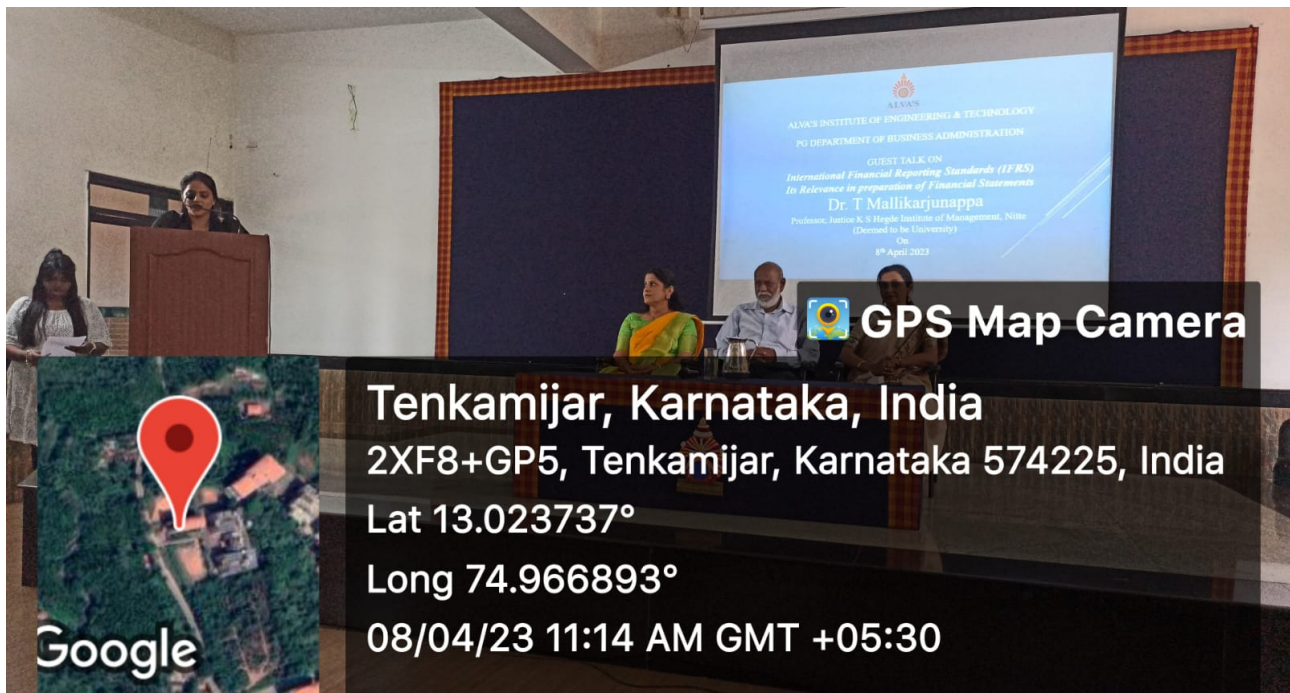 ALVA'S
ALVA'S INSTITUTE OF ENGINEERING & TECHNOLOGY
PG DEPARTMENT OF BUSINESS ADMINISTRATION
GUEST TALK ON
International Financial Reporting Standards (IFRS)
Its Relevance in preparation of Financial Statements
Dr. T Mallikarjunappa
Professor, Justice K S Hegde Institute of Management, Nitte
(Deemed to be University)
On
8th April 2023
GPS Map Camera
Tenkamijar, Karnataka, India
2XF8+GP5, Tenkamijar, Karnataka 574225, India
Lat 13.023737°
Long 74.966893°
08/04/23 11:14 AM GMT +05:30
Google